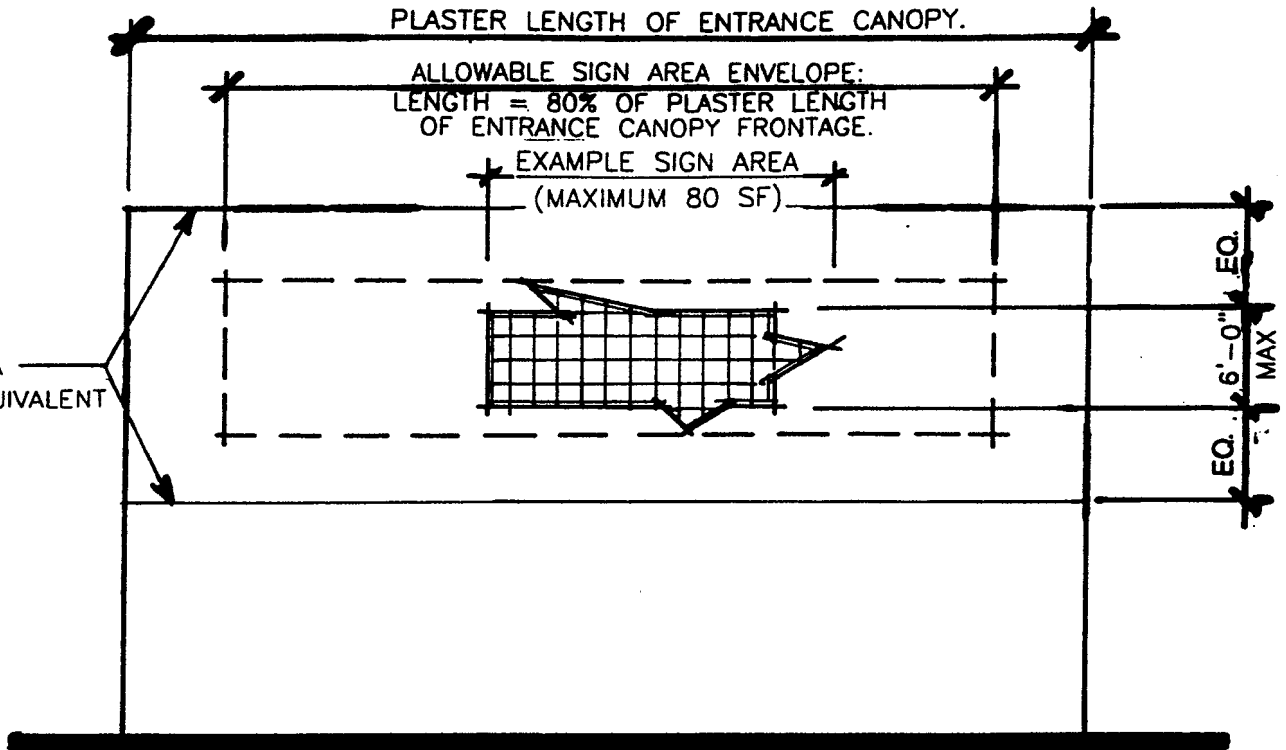 PLASTER LENGTH OF ENTRANCE CANOPY.
ALLOWABLE SIGN AREA ENVELOPE:
LENGTH = 80% OF PLASTER LENGTH
OF ENTRANCE CANOPY FRONTAGE.
EXAMPLE SIGN AREA
(MAXIMUM 80 SF)
EQ.
6'-0"
MAX
EQ.